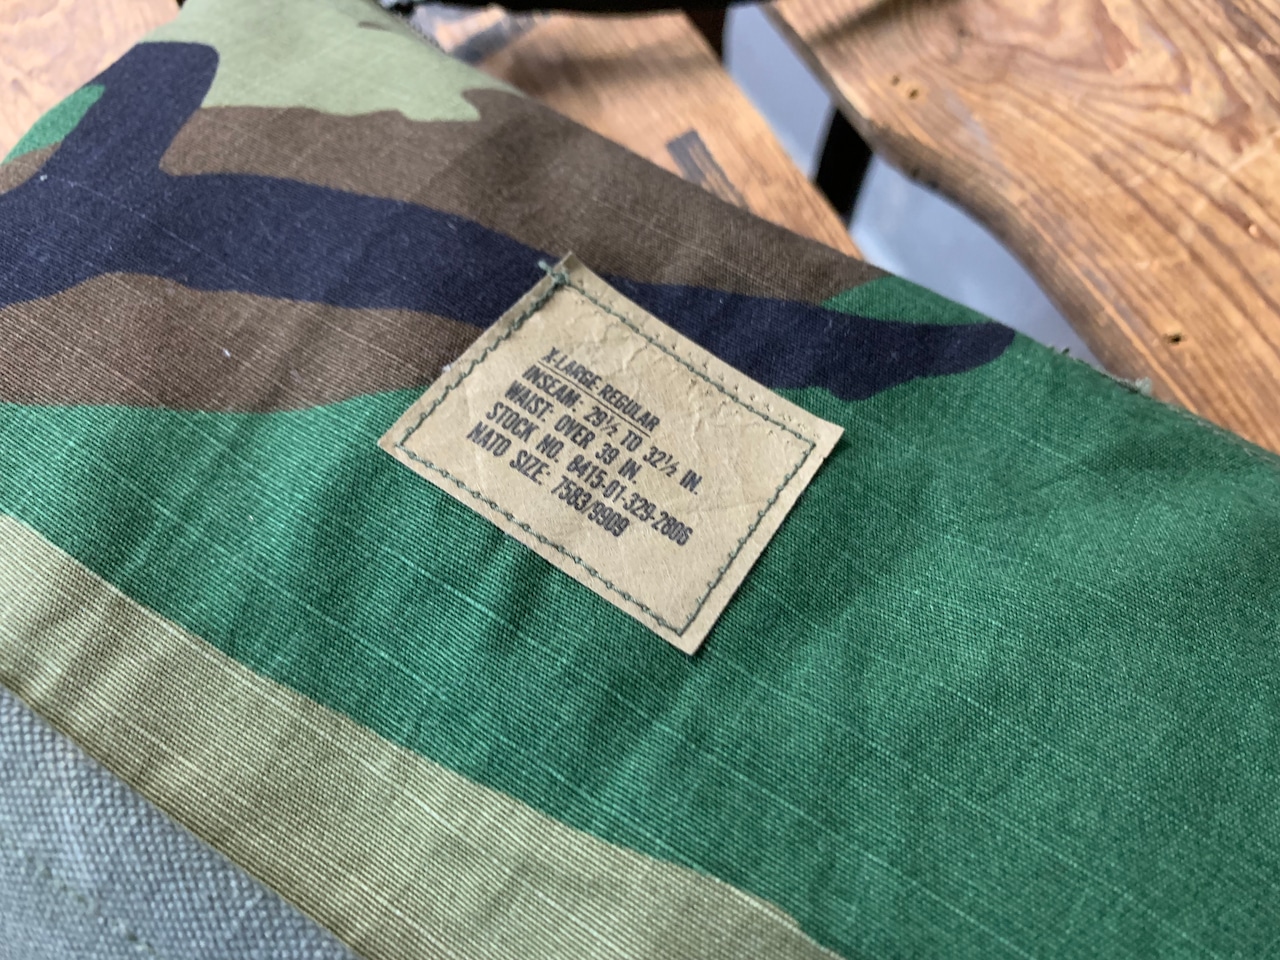 X-LARGE REGULAR
INSEAM: 29½ TO 32½ IN.
WAIST: OVER 39 IN.
STOCK NO. 8415-01-329-2806
NATO SIZE: 7583/9909